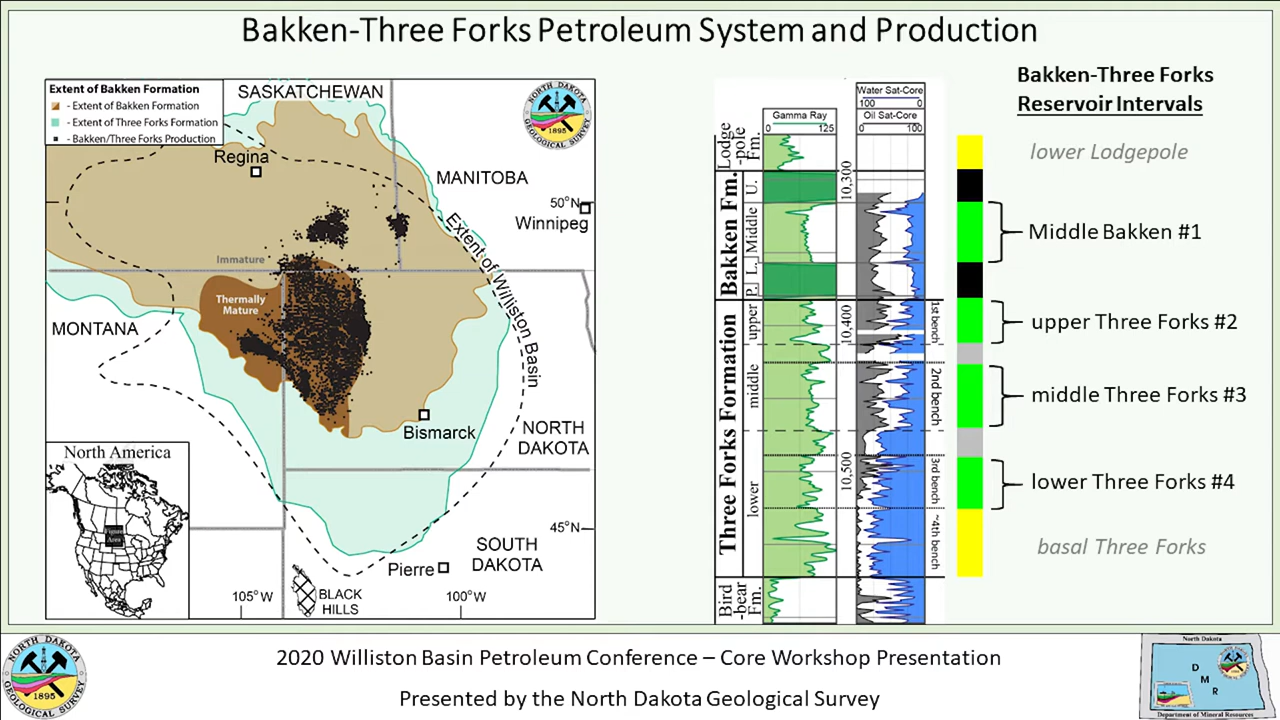 Bakken-Three Forks Petroleum System and Production
Extent of Bakken Formation
- Extent of Bakken Formation
- Extent of Three Forks Formation
- Bakken/Three Forks Production
NORTH DAKOTA
GEOLOGICAL SURVEY
1895
SASKATCHEWAN
Regina
MANITOBA
50°N
Winnipeg
Extent of Williston Basin
Immature
Thermally
Mature
MONTANA
Bismarck
NORTH
DAKOTA
North America
45°N
SOUTH
DAKOTA
Pierre
BLACK
HILLS
105°W
100°W
Water Sat-Core
100 0
Gamma Ray
0 125
Oil Sat-Core
0 100
Lodge
-pole
Fm.
Bakken Fm.
U.
Middle
L.
P.
Three Forks Formation
upper
middle
lower
Bird
-bear
Fm.
10,300
10,400
10,500
1st bench
2nd bench
3rd bench
~4th bench
Bakken-Three Forks
Reservoir Intervals
lower Lodgepole
Middle Bakken #1
upper Three Forks #2
middle Three Forks #3
lower Three Forks #4
basal Three Forks
2020 Williston Basin Petroleum Conference – Core Workshop Presentation
Presented by the North Dakota Geological Survey
NORTH DAKOTA
GEOLOGICAL SURVEY
1895
North Dakota
D
M
R
Department of Mineral Resources